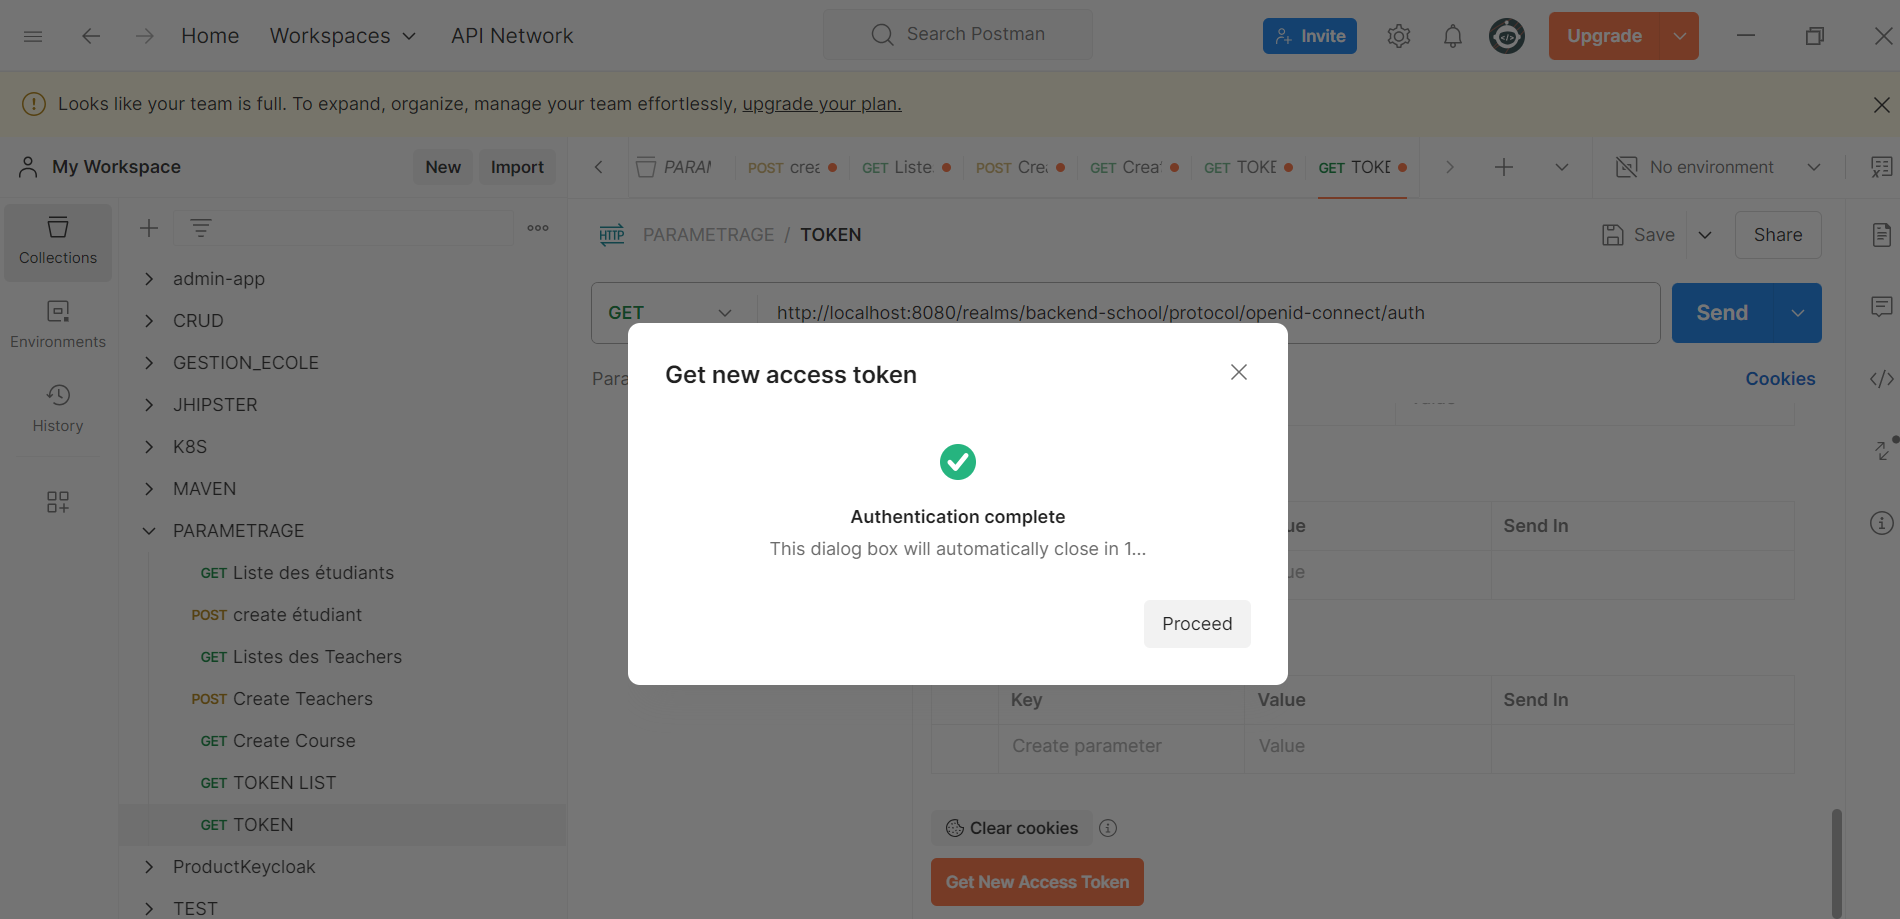 Home
Workspaces
API Network
Search Postman
Invite
Upgrade
Looks like your team is full. To expand, organize, manage your team effortlessly, upgrade your plan.
My Workspace
New
Import
PARAM
POST crea
GET Liste
POST Cre
GET Crea
GET TOKE
GET TOKE
No environment
Collections
Environments
History
admin-app
CRUD
GESTION_ECOLE
JHIPSTER
K8S
MAVEN
PARAMETRAGE
GET Liste des étudiants
POST create étudiant
GET Listes des Teachers
POST Create Teachers
GET Create Course
GET TOKEN LIST
GET TOKEN
ProductKeycloak
TEST
HTTP PARAMETRAGE / TOKEN
Save
Share
GET
http://localhost:8080/realms/backend-school/protocol/openid-connect/auth
Send
Para
Cookies
Get new access token
Authentication complete
This dialog box will automatically close in 1...
Proceed
ue
Send In
ue
Key
Value
Send In
Create parameter
Value
Clear cookies
Get New Access Token